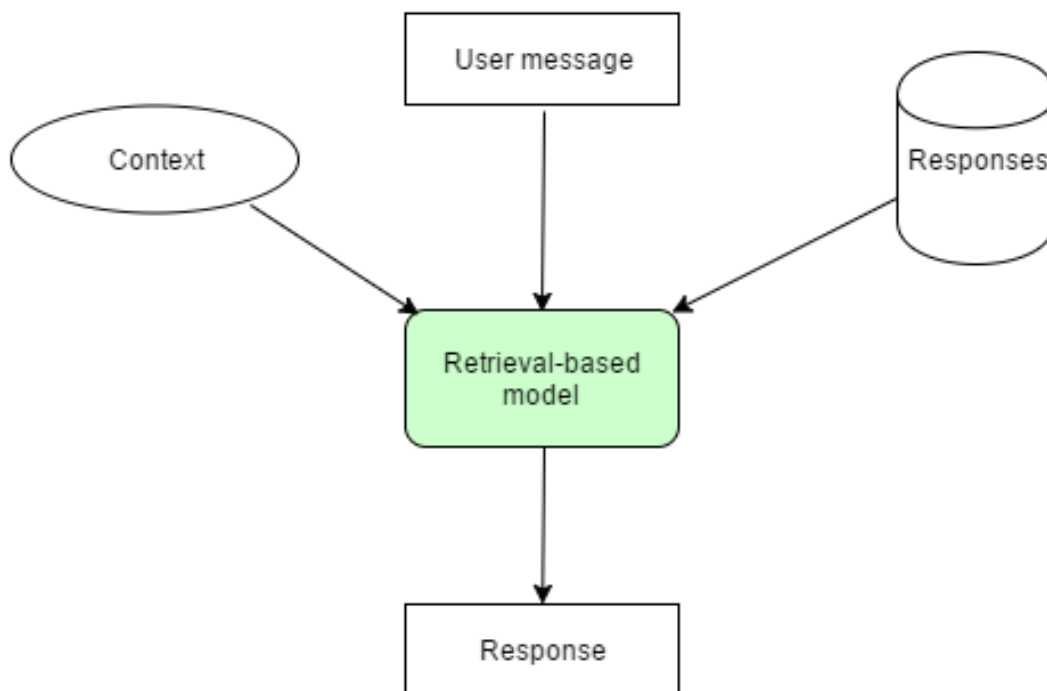 User message
Context
Responses
Retrieval-based
model
Response